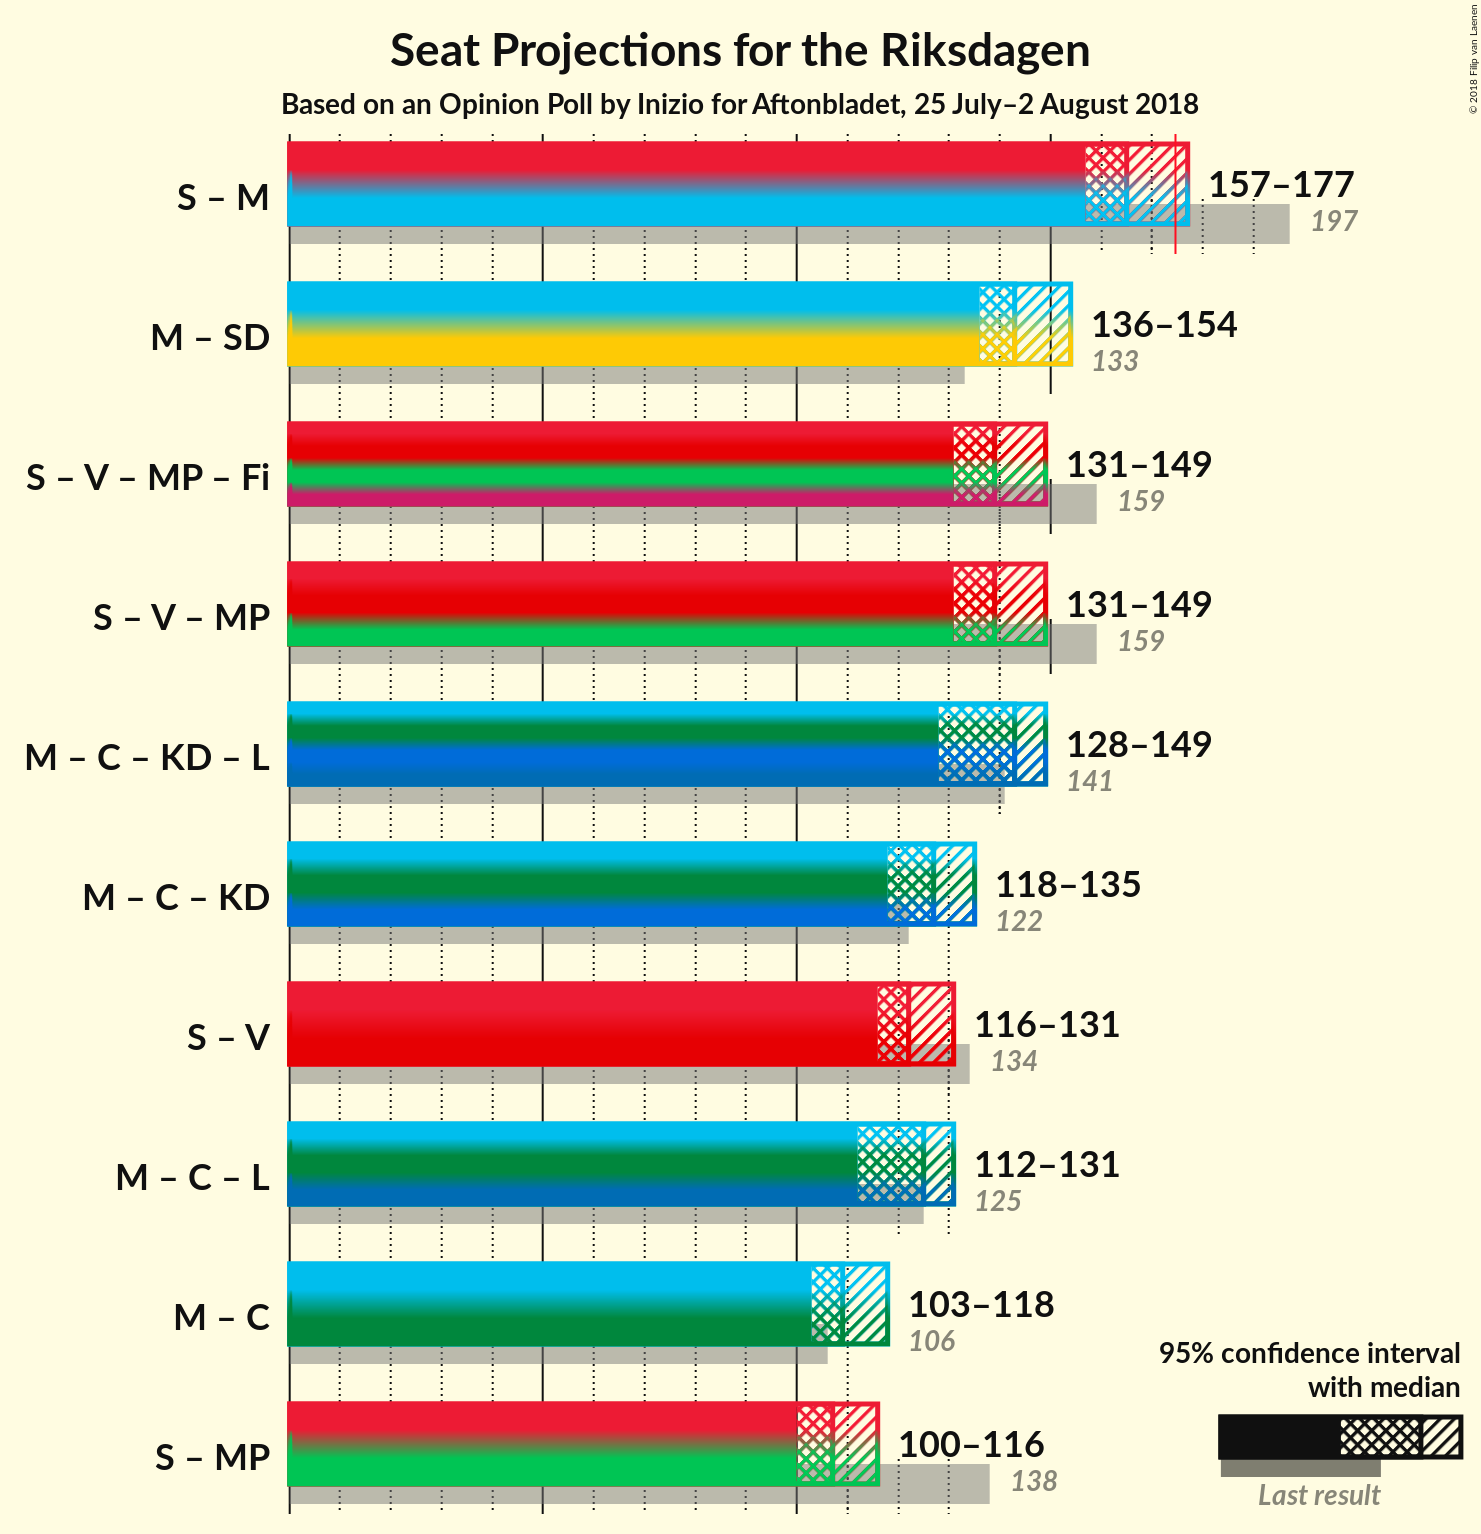 Seat Projections for the Riksdagen
Based on an Opinion Poll by Inizio for Aftonbladet, 25 July–2 August 2018
© 2018 Filip van Laenen
S – M
157–177
197
M – SD
136–154
133
S – V – MP – Fi
131–149
159
S – V – MP
131–149
159
M – C – KD – L
128–149
141
M – C – KD
118–135
122
S – V
116–131
134
M – C – L
112–131
125
M – C
103–118
106
S – MP
100–116
138
95% confidence interval
with median
Last result